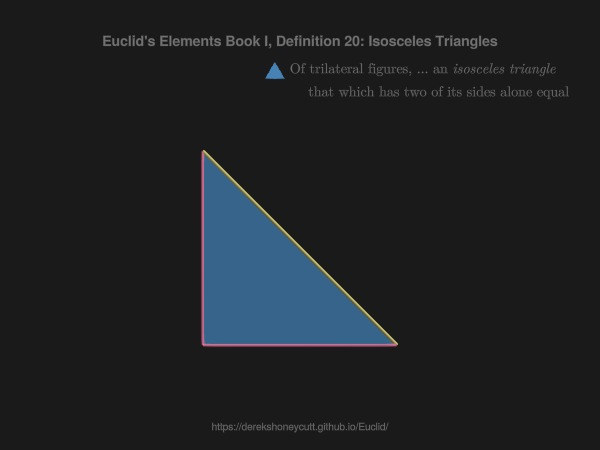 Euclid's Elements Book I, Definition 20: Isosceles Triangles
Of trilateral figures, ... an isosceles triangle
that which has two of its sides alone equal
https://derekshoneycutt.github.io/Euclid/